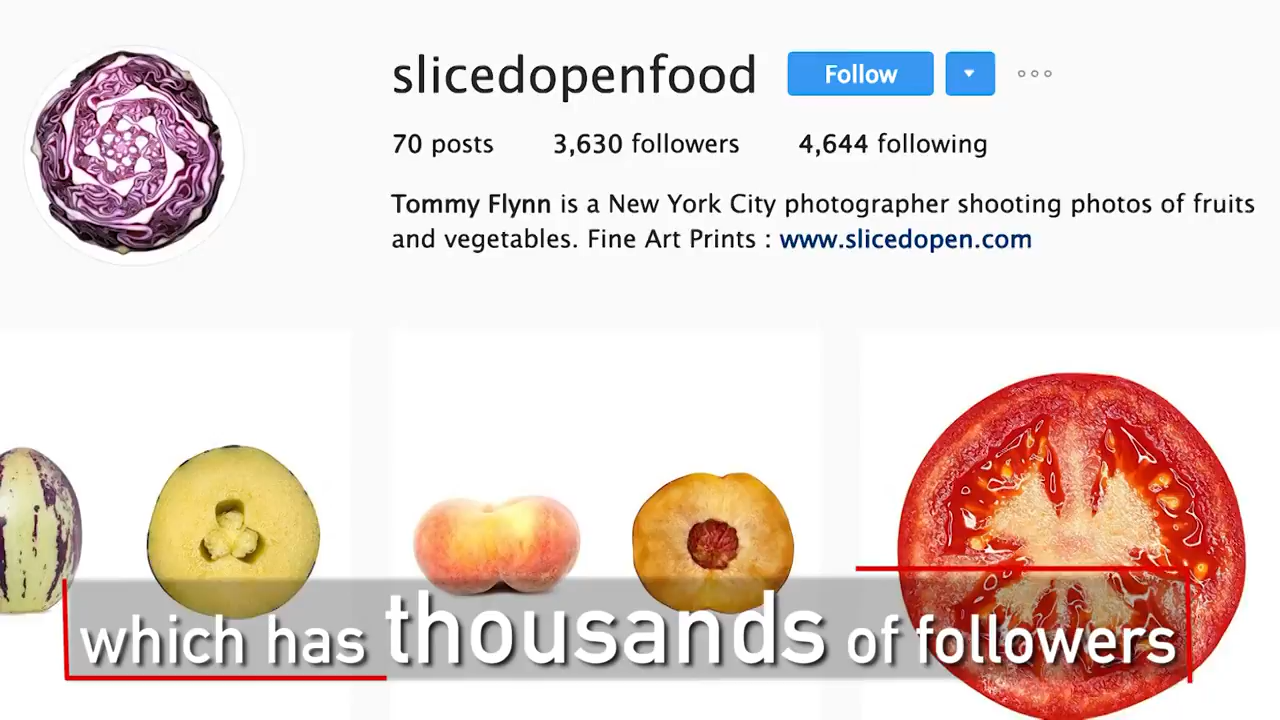 slicedopenfood Follow
70 posts 3,630 followers 4,644 following
Tommy Flynn is a New York City photographer shooting photos of fruits
and vegetables. Fine Art Prints : www.slicedopen.com
which has thousands of followers